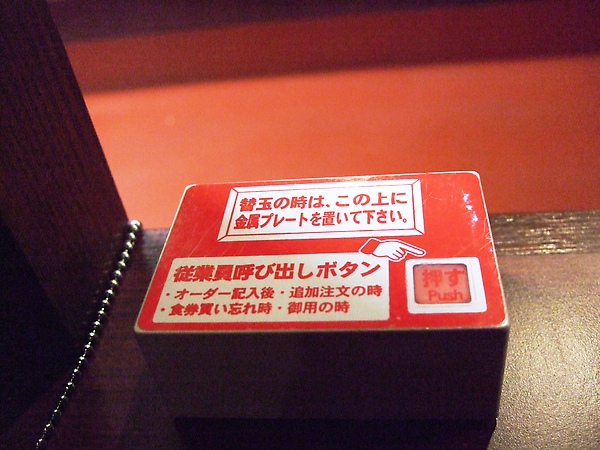 替玉の時は、この上に
金属プレートを置いて下さい。
従業員呼び出しボタン
・オーダー記入後・追加注文の時
・食券買い忘れ時・御用の時
押す
Push